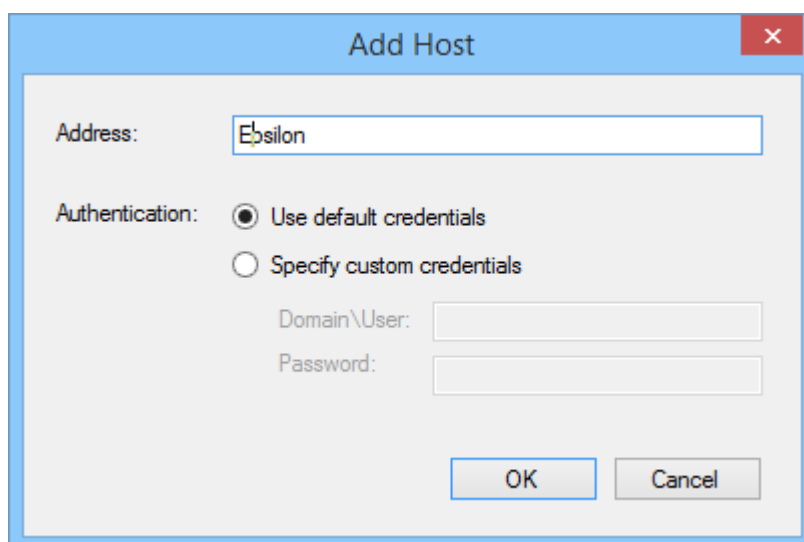 Add Host
Address: Epsilon
Authentication: Use default credentials
Specify custom credentials
Domain\User:
Password:
OK Cancel